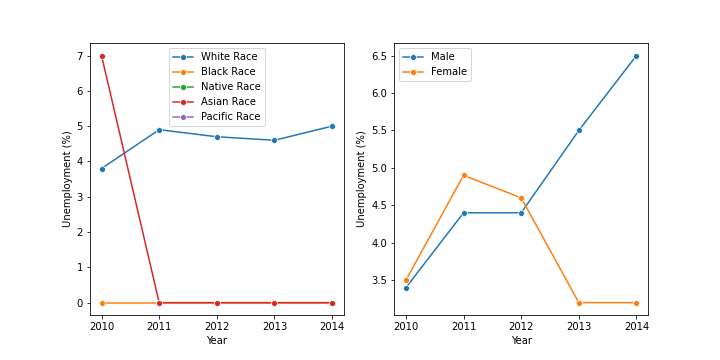 White Race
Black Race
Native Race
Asian Race
Pacific Race
Unemployment (%)
7
6
5
4
3
2
1
0
2010 2011 2012 2013 2014
Year
Male
Female
Unemployment (%)
6.5
6.0
5.5
5.0
4.5
4.0
3.5
2010 2011 2012 2013 2014
Year